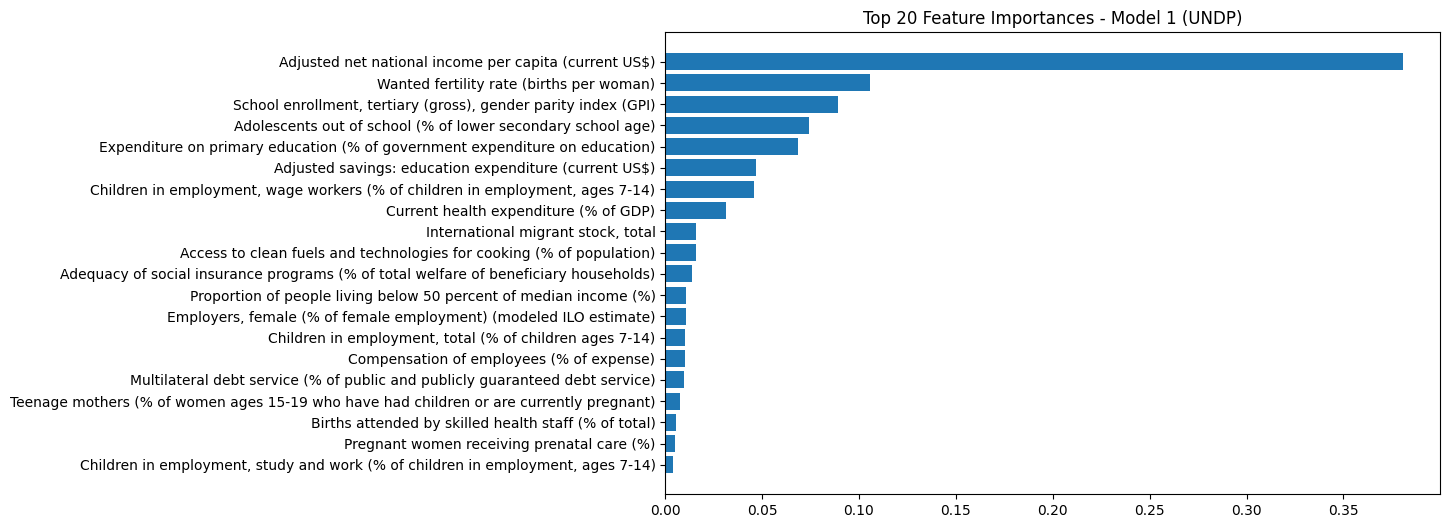 Top 20 Feature Importances - Model 1 (UNDP)
Adjusted net national income per capita (current US$)
Wanted fertility rate (births per woman)
School enrollment, tertiary (gross), gender parity index (GPI)
Adolescents out of school (% of lower secondary school age)
Expenditure on primary education (% of government expenditure on education)
Adjusted savings: education expenditure (current US$)
Children in employment, wage workers (% of children in employment, ages 7-14)
Current health expenditure (% of GDP)
International migrant stock, total
Access to clean fuels and technologies for cooking (% of population)
Adequacy of social insurance programs (% of total welfare of beneficiary households)
Proportion of people living below 50 percent of median income (%)
Employers, female (% of female employment) (modeled ILO estimate)
Children in employment, total (% of children ages 7-14)
Compensation of employees (% of expense)
Multilateral debt service (% of public and publicly guaranteed debt service)
Teenage mothers (% of women ages 15-19 who have had children or are currently pregnant)
Births attended by skilled health staff (% of total)
Pregnant women receiving prenatal care (%)
Children in employment, study and work (% of children in employment, ages 7-14)
0.00 0.05 0.10 0.15 0.20 0.25 0.30 0.35